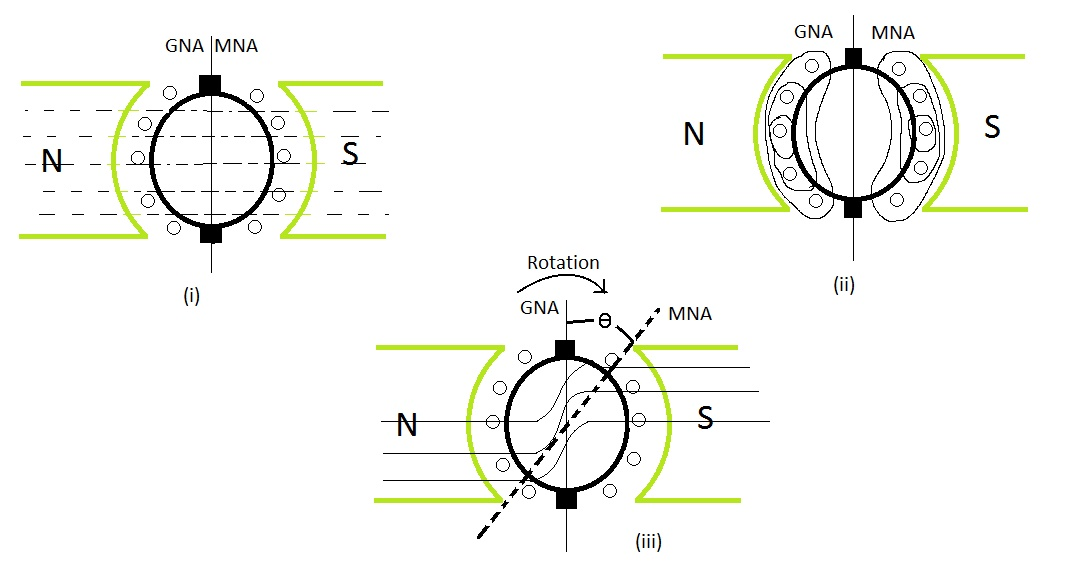 GNA MNA
N
S
(i)
GNA MNA
N
S
(ii)
Rotation
GNA
θ
MNA
N
S
(iii)